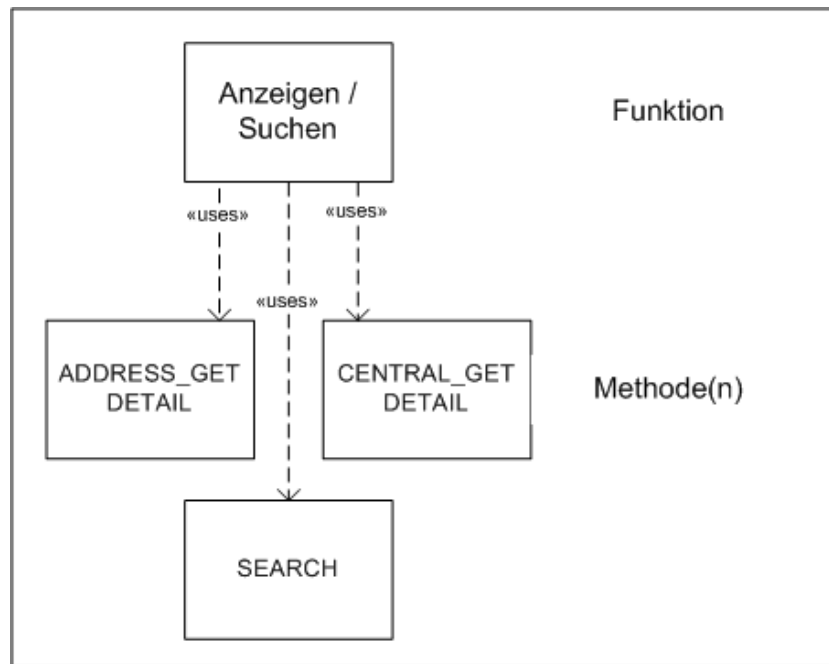 Anzeigen /
Suchen
Funktion
«uses»
«uses»
«uses»
ADDRESS_GET
DETAIL
CENTRAL_GET
DETAIL
Methode(n)
SEARCH